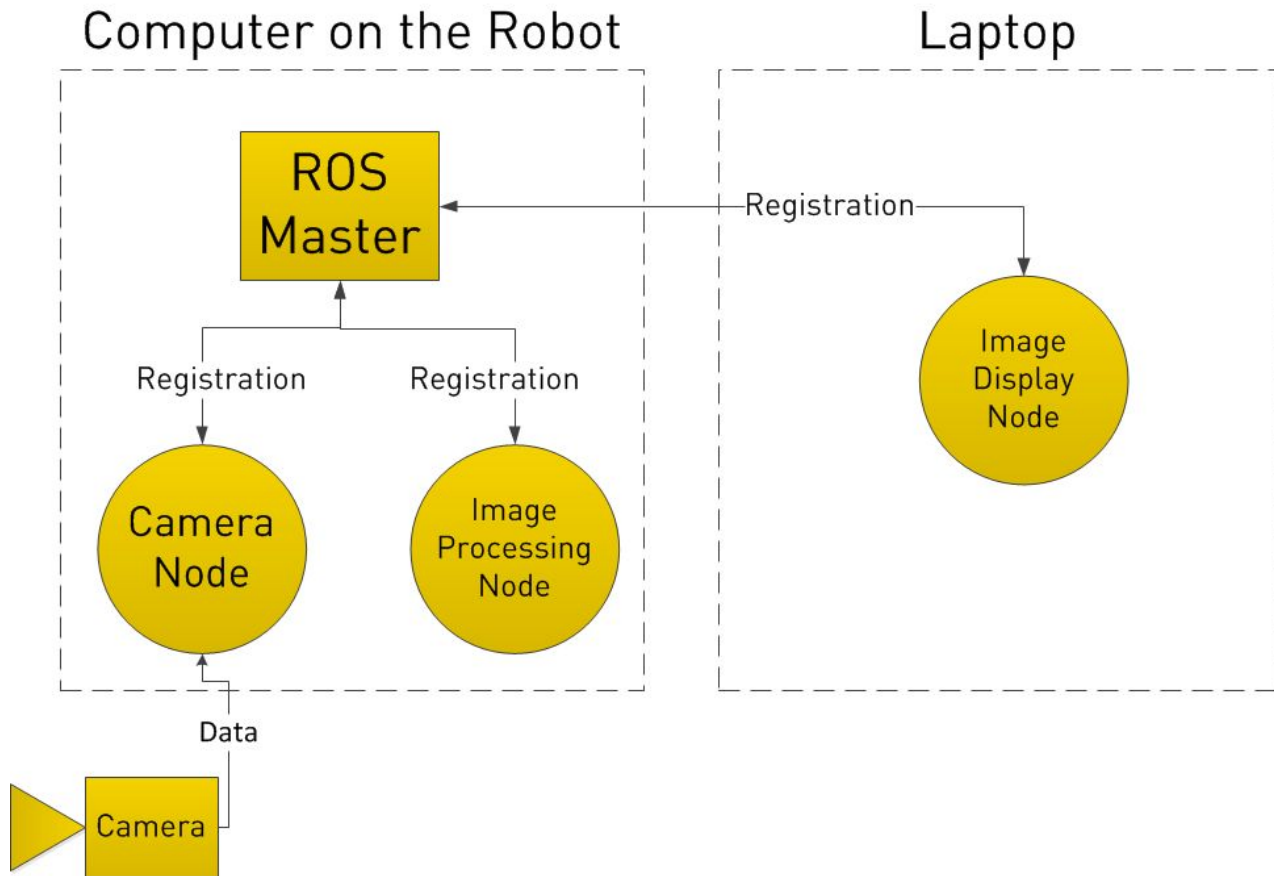 Computer on the Robot
Laptop
ROS
Master
Registration
Registration
Registration
Image
Display
Node
Camera
Node
Image
Processing
Node
Data
Camera